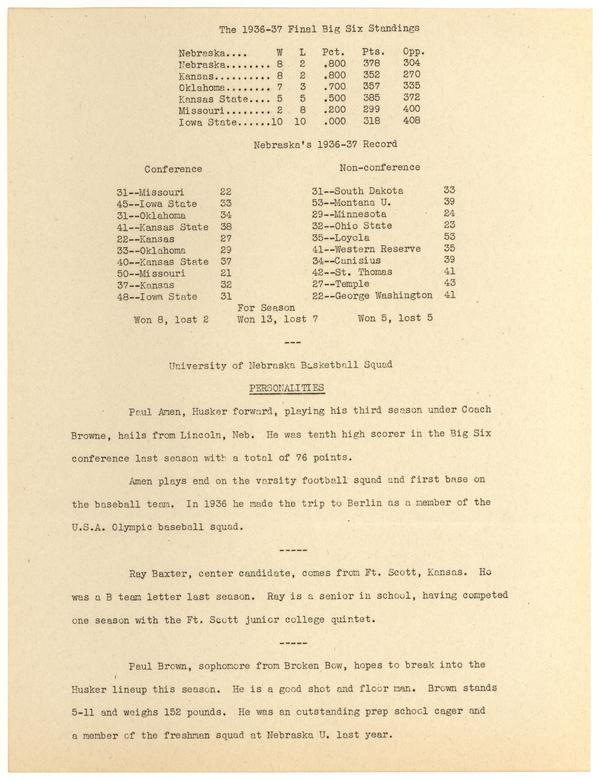 The 1936-37 Final Big Six Standings
Nebraska.... W L Pct. Pts. Opp.
Nebraska........ 8 2 .800 378 304
Kansas.......... 8 2 .800 352 270
Oklahoma........ 7 3 .700 357 335
Kansas State.... 5 5 .500 385 372
Missouri........ 2 8 .200 299 400
Iowa State......10 10 .000 318 408
Nebraska's 1936-37 Record
Conference Non-conference
31--Missouri 22 31--South Dakota 33
45--Iowa State 33 53--Montana U. 39
31--Oklahoma 34 29--Minnesota 24
41--Kansas State 38 32--Ohio State 23
22--Kansas 27 35--Loyola 53
33--Oklahoma 29 41--Western Reserve 35
40--Kansas State 37 34--Canisius 39
50--Missouri 21 42--St. Thomas 41
37--Kansas 32 27--Temple 43
48--Iowa State 31 22--George Washington 41
For Season
Won 8, lost 2 Won 13, lost 7 Won 5, lost 5
---
University of Nebraska Basketball Squad
PERSONALITIES
Paul Amen, Husker forward, playing his third season under Coach
Browne, hails from Lincoln, Neb. He was tenth high scorer in the Big Six
conference last season with a total of 76 points.
Amen plays end on the varsity football squad and first base on
the baseball team. In 1936 he made the trip to Berlin as a member of the
U.S.A. Olympic baseball squad.
-----
Ray Baxter, center candidate, comes from Ft. Scott, Kansas. He
was a B team letter last season. Ray is a senior in school, having competed
one season with the Ft. Scott junior college quintet.
-----
Paul Brown, sophomore from Broken Bow, hopes to break into the
Husker lineup this season. He is a good shot and floor man. Brown stands
5-11 and weighs 152 pounds. He was an outstanding prep school cager and
a member of the freshman squad at Nebraska U. last year.